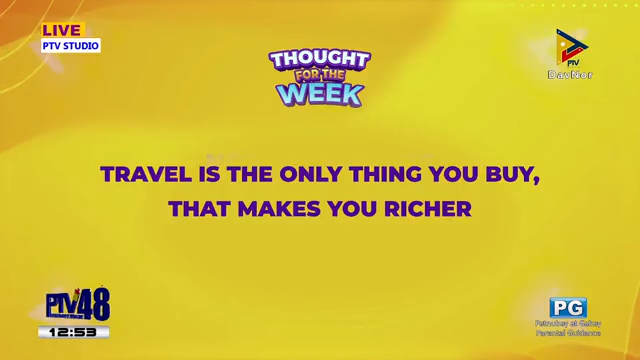 LIVE
PTV STUDIO
PTV
DavNor
THOUGHT
FOR THE
WEEK
TRAVEL IS THE ONLY THING YOU BUY,
THAT MAKES YOU RICHER
PTV48
12:53
PG
Patnubay at Gabay
Parental Guidance